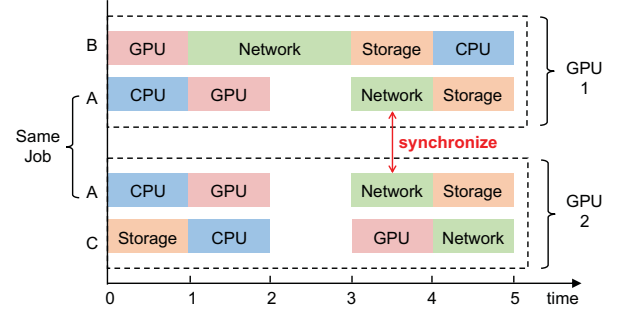 B GPU Network Storage CPU
A CPU GPU Network Storage
GPU
1
Same
Job
synchronize
A CPU GPU Network Storage
C Storage CPU GPU Network
GPU
2
0 1 2 3 4 5 time